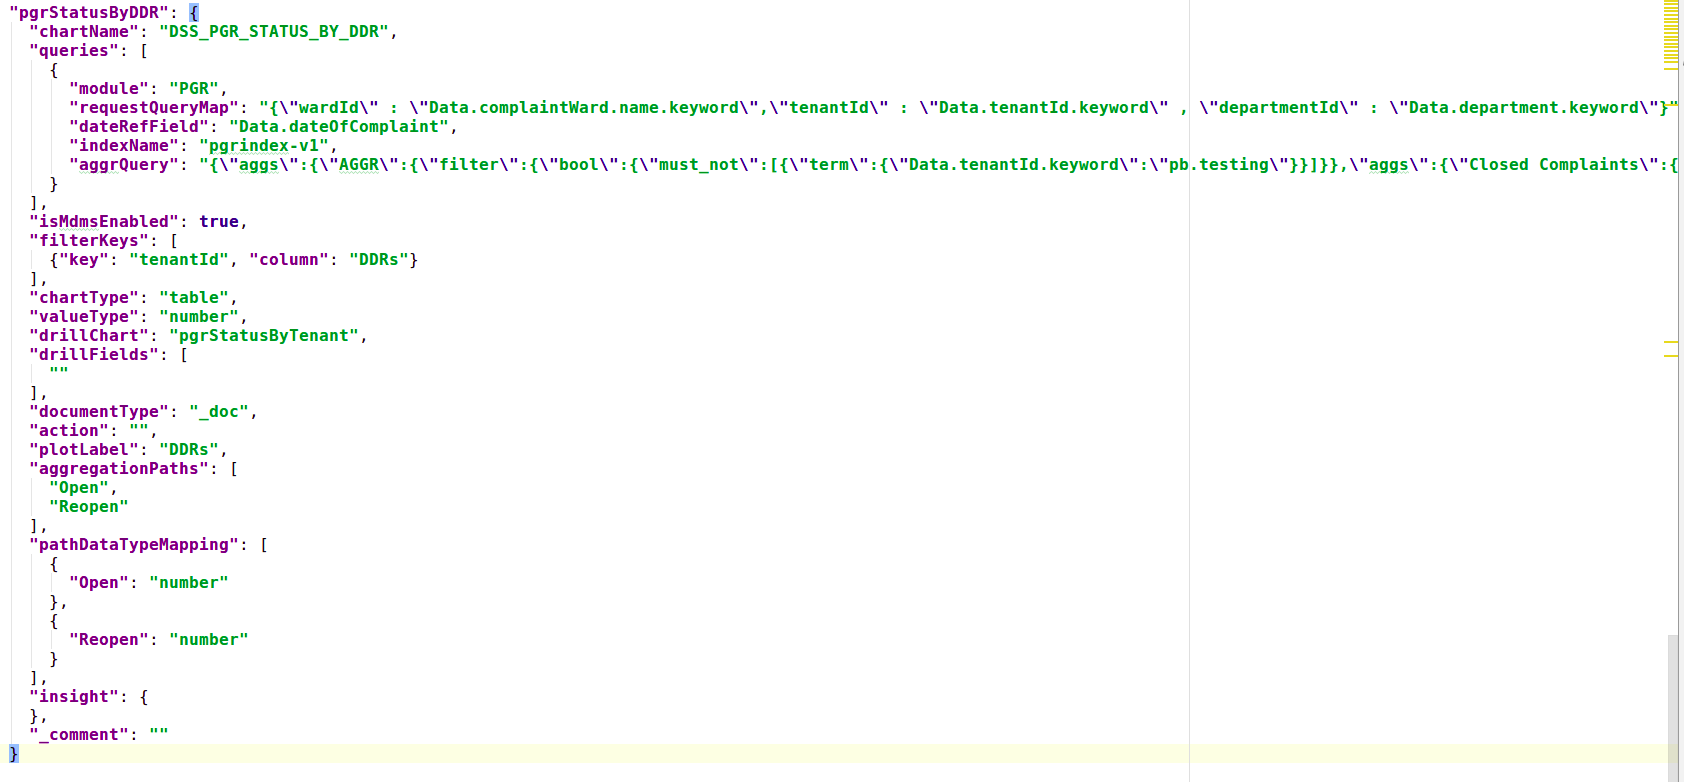 "pgrStatusByDDR": {
"chartName": "DSS_PGR_STATUS_BY_DDR",
"queries": [
{
"module": "PGR",
"requestQueryMap": "{\"wardId\" : \"Data.complaintWard.name.keyword\",\"tenantId\" : \"Data.tenantId.keyword\" , \"departmentId\" : \"Data.department.keyword\"}"
"dateRefField": "Data.dateOfComplaint",
"indexName": "pgrindex-v1",
"aggrQuery": "{\"aggs\":{\"AGGR\":{\"filter\":{\"bool\":{\"must_not\":[{\"term\":{\"Data.tenantId.keyword\":\"pb.testing\"}}]}},\"aggs\":{\"Closed Complaints\":{
}
],
"isMdmsEnabled": true,
"filterKeys": [
{"key": "tenantId", "column": "DDRs"}
],
"chartType": "table",
"valueType": "number",
"drillChart": "pgrStatusByTenant",
"drillFields": [
""
],
"documentType": "_doc",
"action": "",
"plotLabel": "DDRs",
"aggregationPaths": [
"Open",
"Reopen"
],
"pathDataTypeMapping": [
{
"Open": "number"
},
{
"Reopen": "number"
}
],
"insight": {
},
"_comment": ""
}